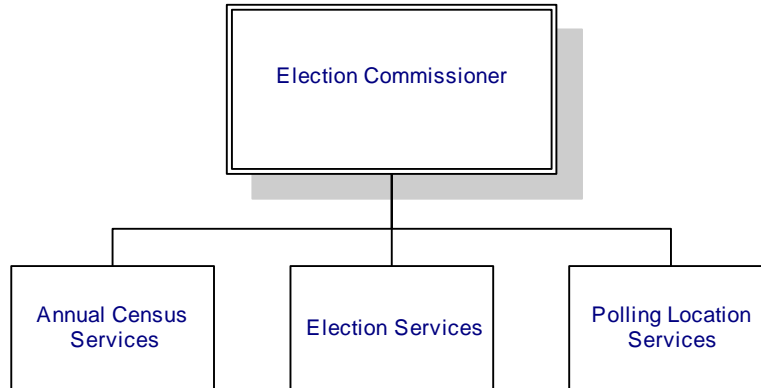 Election Commissioner
Annual Census
Services
Election Services
Polling Location
Services